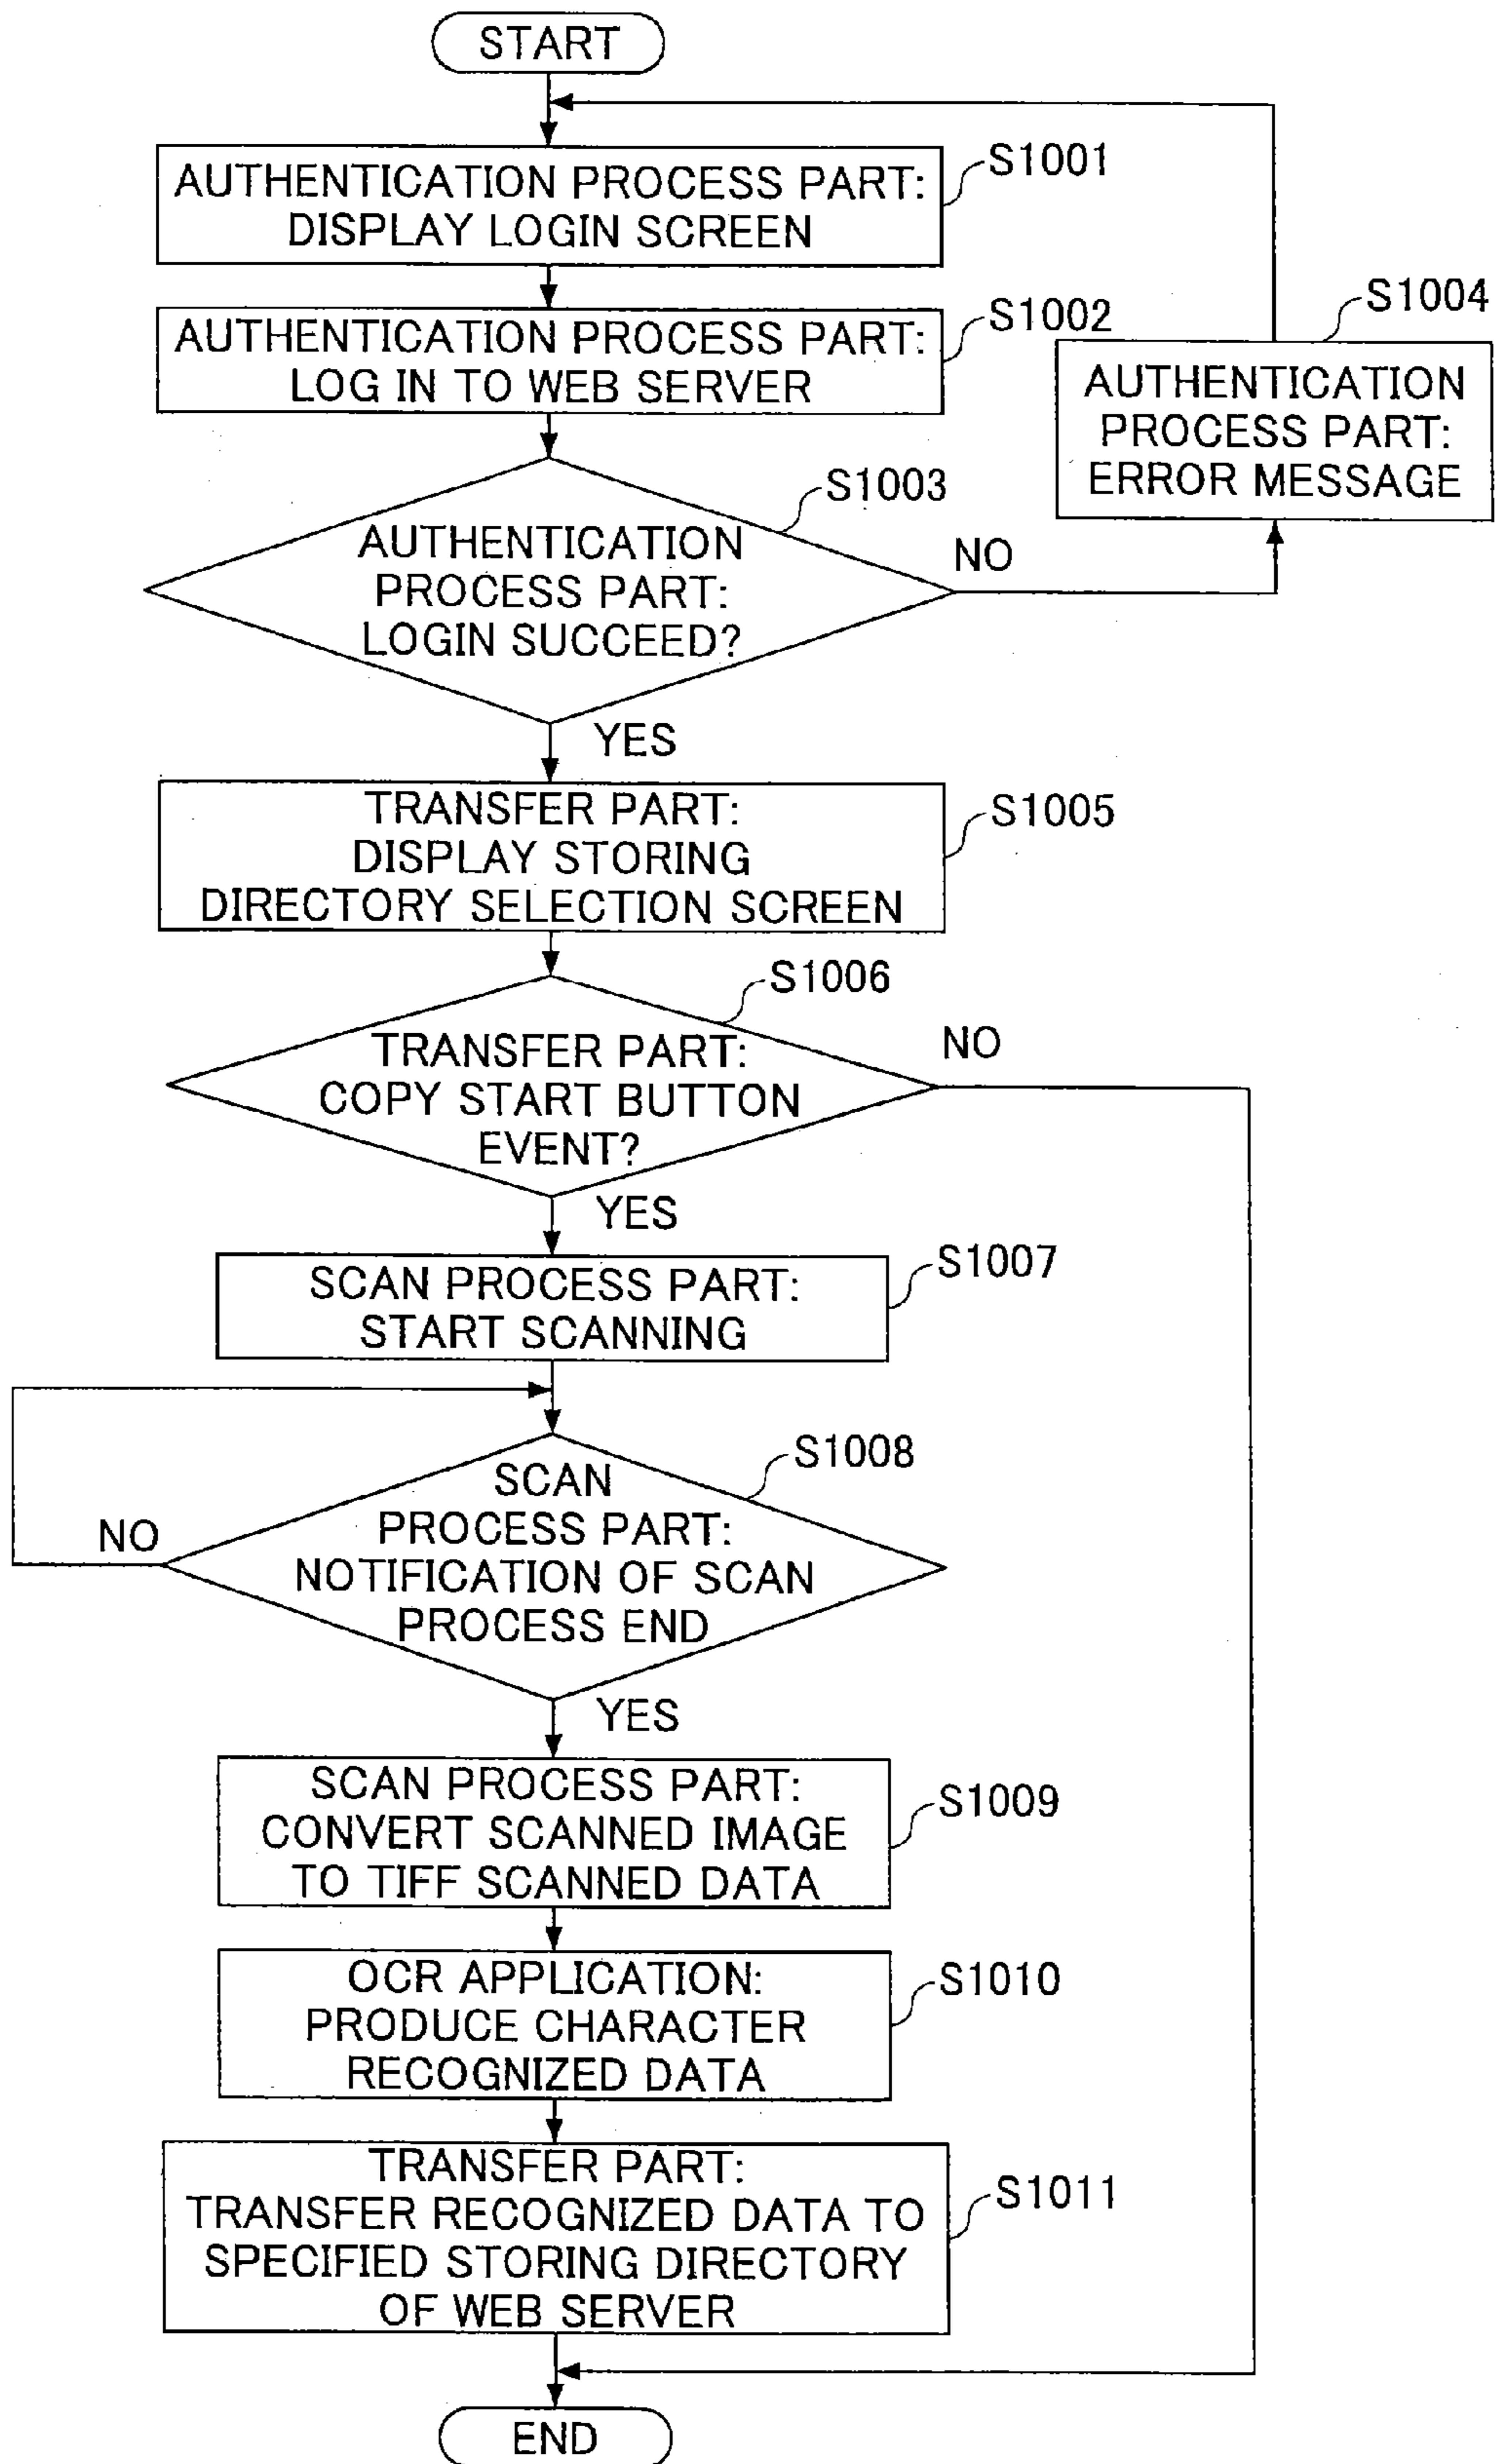 START
AUTHENTICATION PROCESS PART:
DISPLAY LOGIN SCREEN
S1001
AUTHENTICATION PROCESS PART:
LOG IN TO WEB SERVER
S1002
S1004
AUTHENTICATION
PROCESS PART:
ERROR MESSAGE
S1003
AUTHENTICATION
PROCESS PART:
LOGIN SUCCEED?
NO
YES
TRANSFER PART:
DISPLAY STORING
DIRECTORY SELECTION SCREEN
S1005
S1006
TRANSFER PART:
COPY START BUTTON
EVENT?
NO
YES
SCAN PROCESS PART:
START SCANNING
S1007
S1008
SCAN
PROCESS PART:
NOTIFICATION OF SCAN
PROCESS END
NO
YES
SCAN PROCESS PART:
CONVERT SCANNED IMAGE
TO TIFF SCANNED DATA
S1009
OCR APPLICATION:
PRODUCE CHARACTER
RECOGNIZED DATA
S1010
TRANSFER PART:
TRANSFER RECOGNIZED DATA TO
SPECIFIED STORING DIRECTORY
OF WEB SERVER
S1011
END